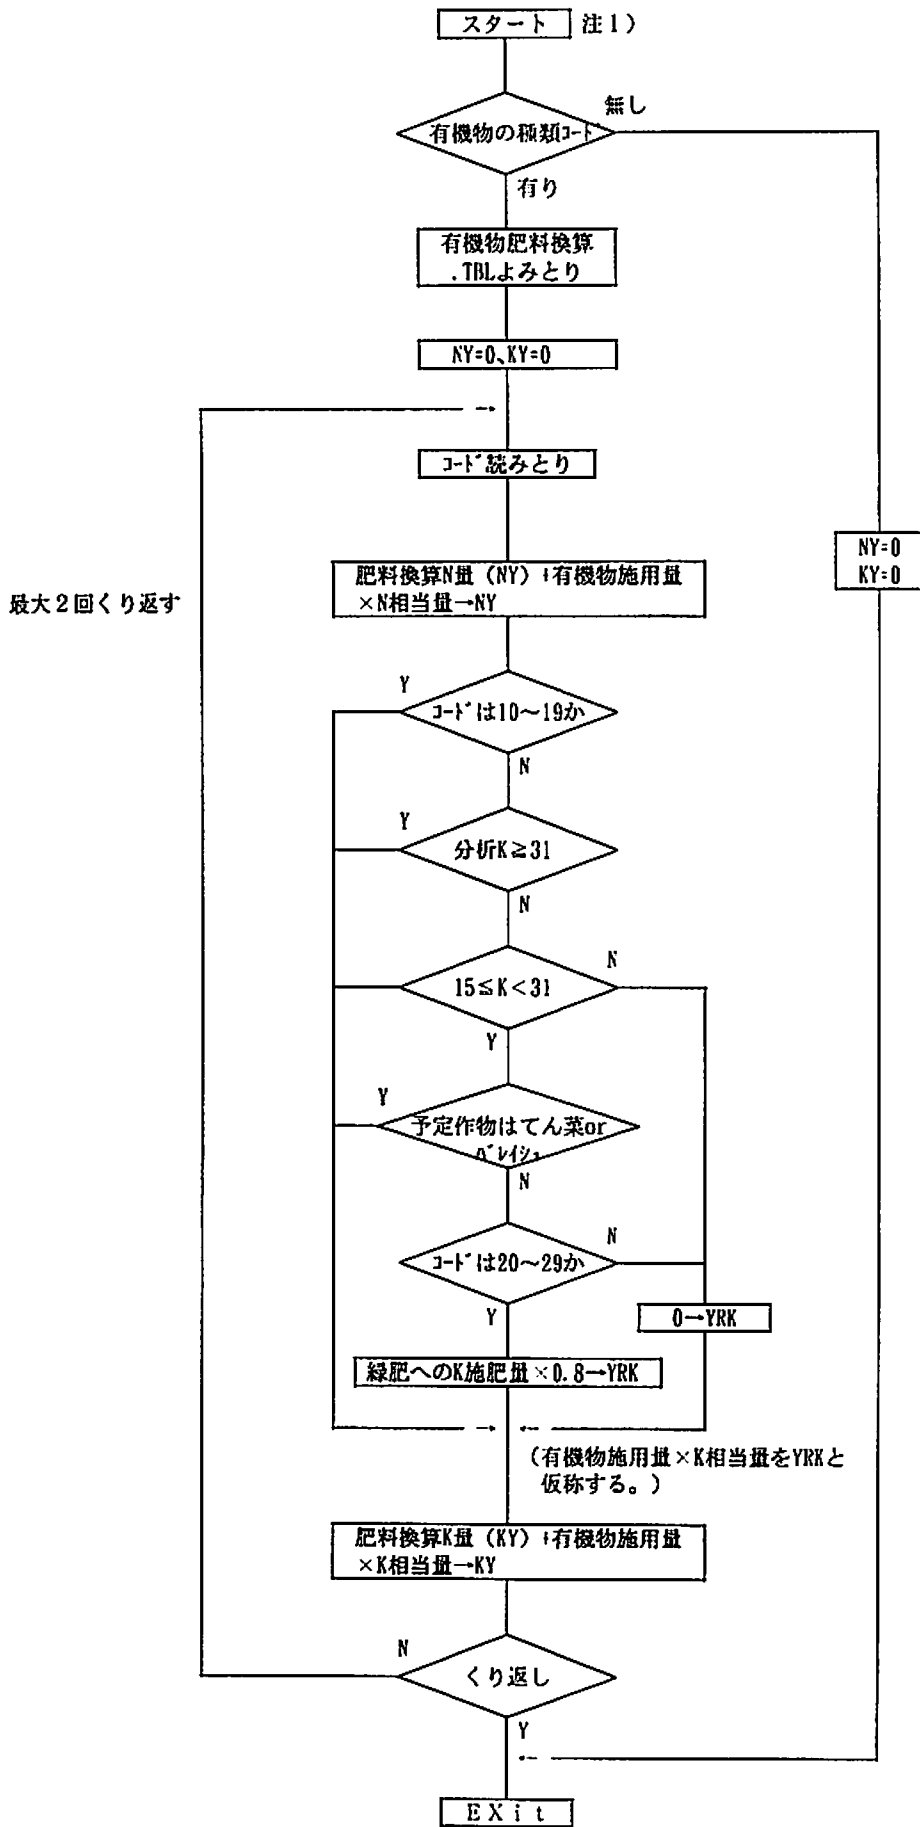 スタート 注1)
無し
有機物の種類コード
有り
有機物肥料換算
.TBLよみとり
NY=0、KY=0
コード読みとり
NY=0
KY=0
肥料換算N量(NY)+有機物施用量
×N相当量→NY
最大2回くり返す
Y
コードは10~19か
N
Y
分析K≧31
N
N
15≦K<31
Y
Y
予定作物はてん菜or
バレイショ
N
N
コードは20~29か
Y
0→YRK
緑肥へのK施肥量×0.8→YRK
(有機物施用量×K相当量をYRKと
仮称する。)
肥料換算K量(KY)+有機物施用量
×K相当量→KY
N
くり返し
Y
EXit